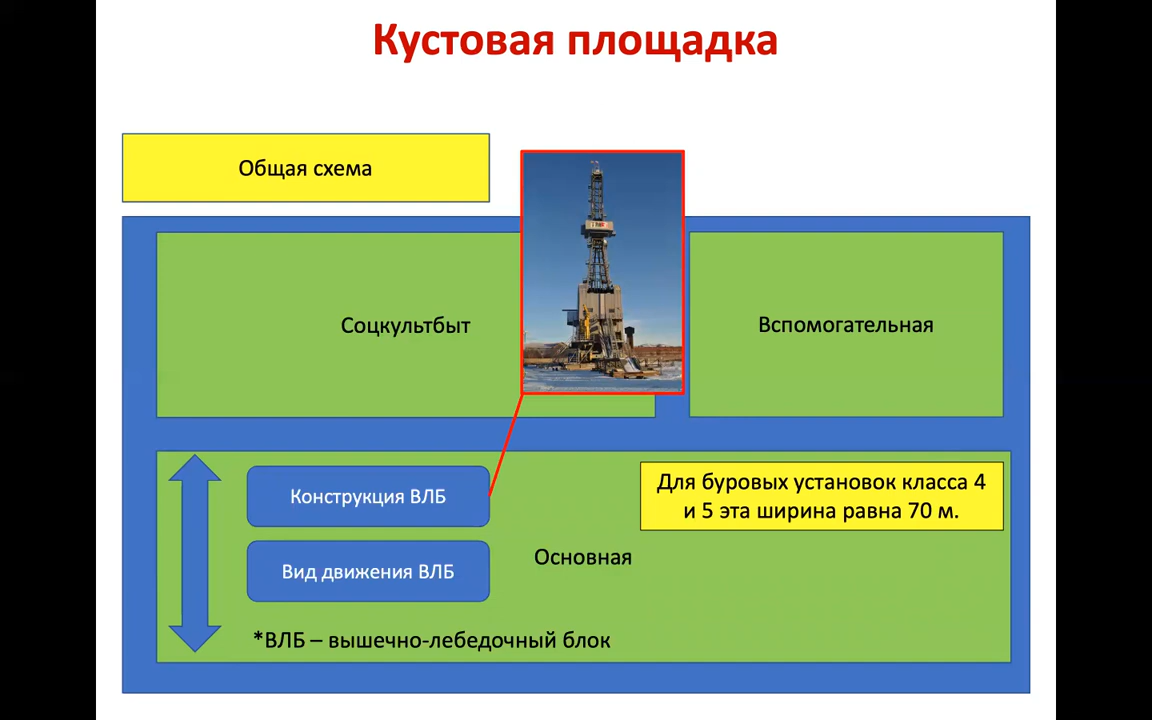 Кустовая площадка
Общая схема
Соцкультбыт
Вспомогательная
Конструкция ВЛБ
Для буровых установок класса 4
и 5 эта ширина равна 70 м.
Основная
Вид движения ВЛБ
*ВЛБ – вышечно-лебедочный блок